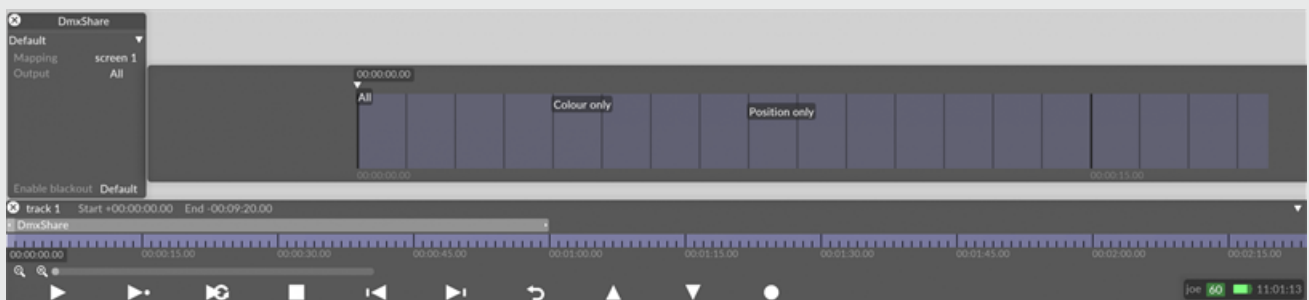 DmxShare
Default
Mapping screen 1
Output All
00:00:00.00
All
Colour only
Position only
00:00:00.00 00:00:15.00
Enable blackout Default
track 1 Start +00:00:00.00 End -00:09:20.00
DmxShare
00:00:00.00 00:00:15.00 00:00:30.00 00:00:45.00 00:01:00.00 00:01:15.00 00:01:30.00 00:01:45.00 00:02:00.00 00:02:15.00
joe 60 11:01:13